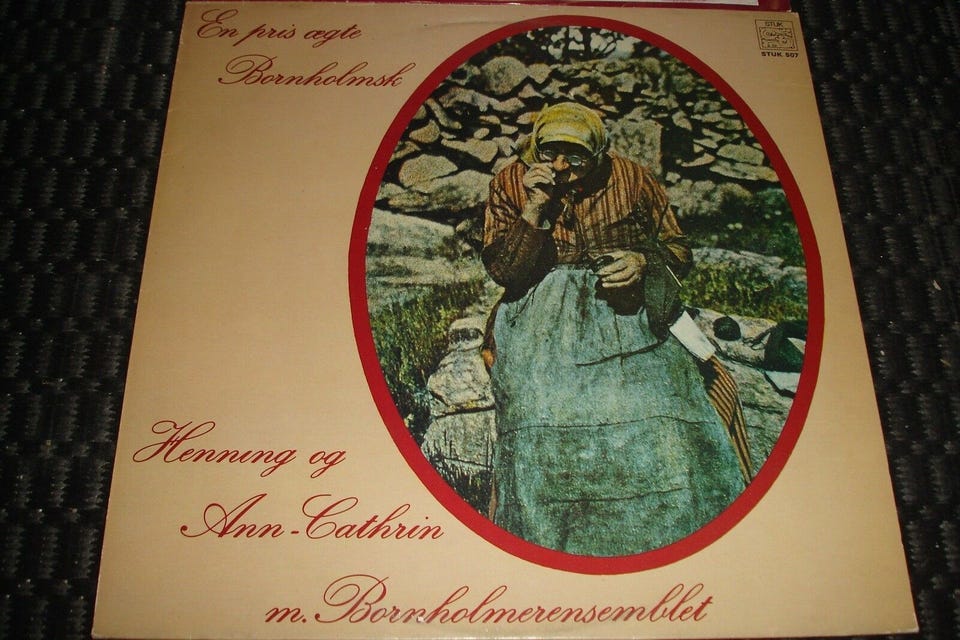 En pris ægte
Bornholmsk
STUK
STUK 507
Henning og
Ann-Cathrin
m. Bornholmerensemblet